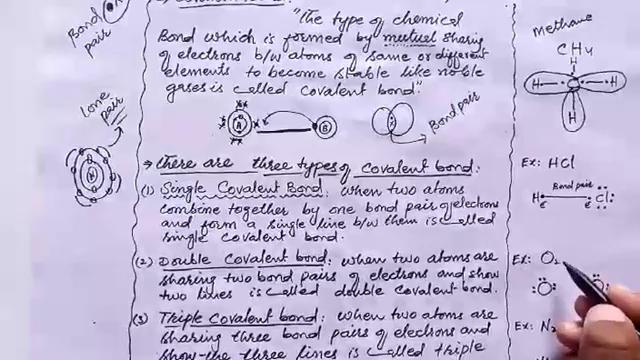 Bond
pair
"The type of chemical
Bond which is formed by mutual sharing
of electrons b/w atoms of same or different
elements to become stable like noble
gases is called covalent bond"
lone
pair
A
B
Bond pair
→ There are three types of covalent bond:
(1) Single Covalent Bond: when two atoms
combine together by one bond pair of electrons
and form a single line b/w them is called
single covalent bond.
(2) Double Covalent bond: when two atoms are
sharing two bond pairs of electrons and show
two lines is called double covalent bond.
(3) Triple Covalent bond: when two atoms are
sharing three bond pairs of electrons and
show the three lines is called triple
Methane
CH4
H
H
H
H
Ex: HCl
Bond pair
H
Cl
e
e
Ex: O2
O
Ex: N2